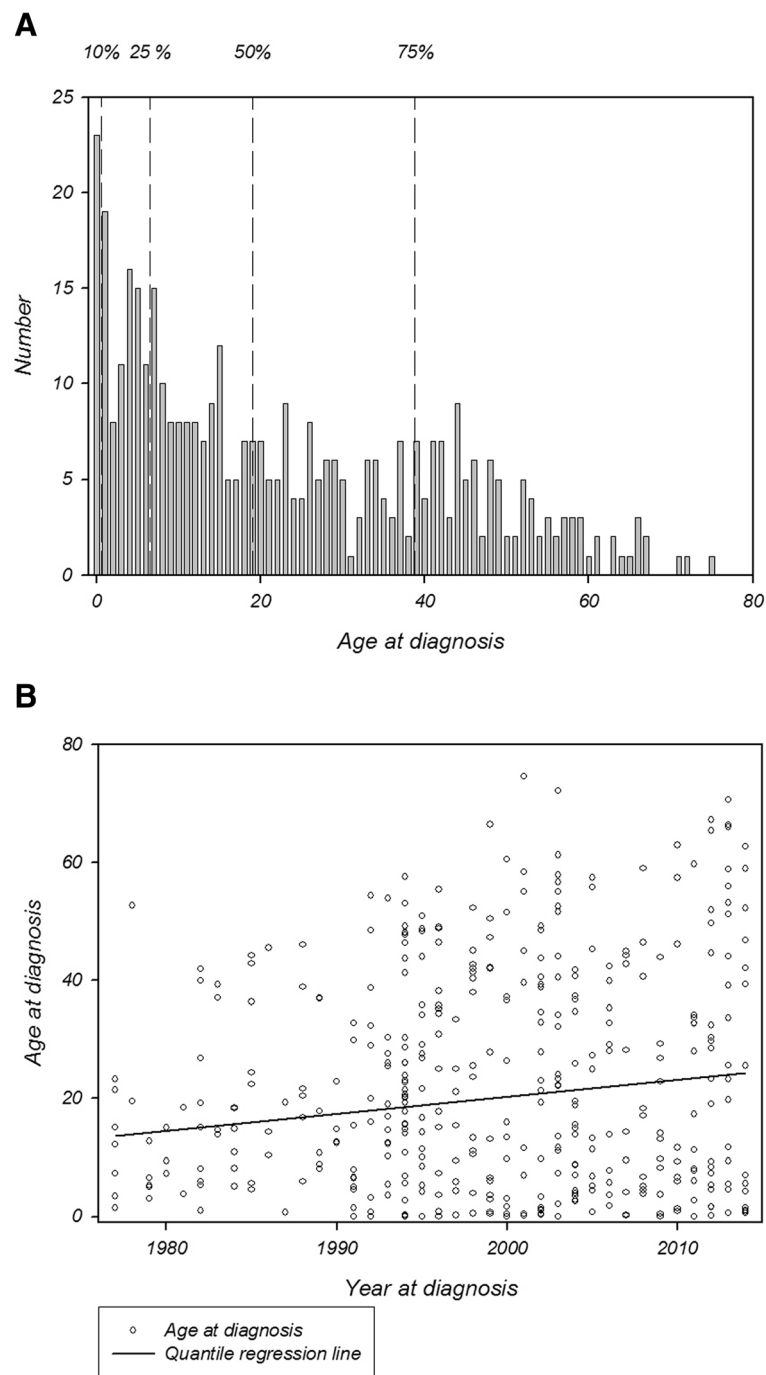 A
10% 25 % 50% 75%
25
20
15
10
5
0
Number
0 20 40 60 80
Age at diagnosis
B
80
60
40
20
0
Age at diagnosis
1980 1990 2000 2010
Year at diagnosis
Age at diagnosis
Quantile regression line